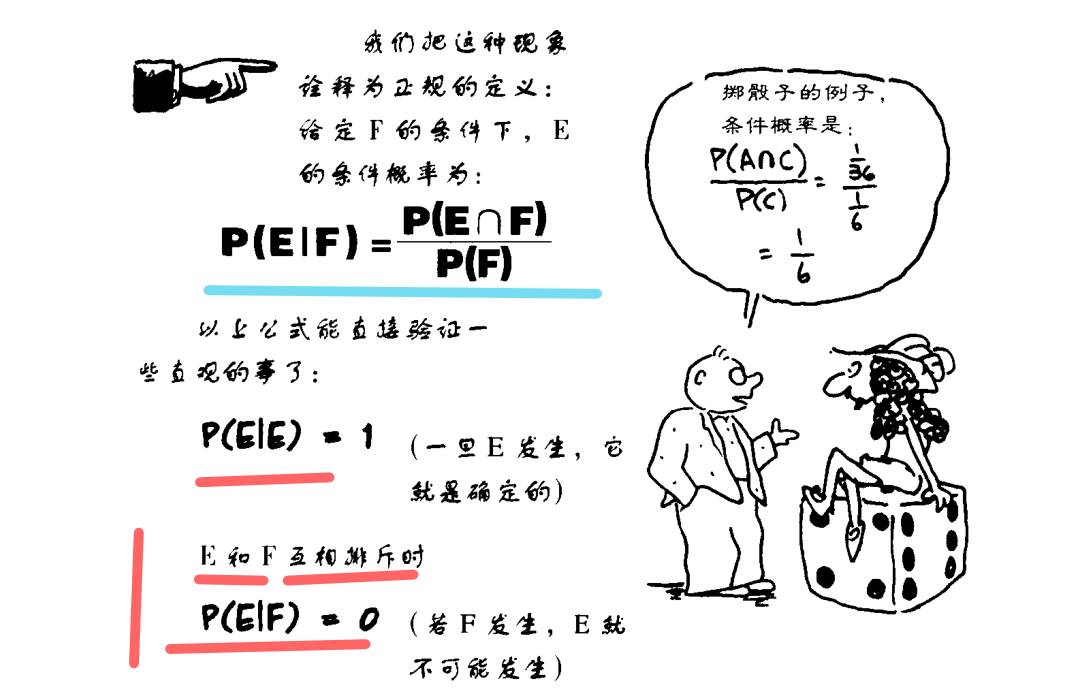 我们把这种现象
诠释为正规的定义：
给定 F 的条件下，E
的条件概率为：
P(E|F) = P(E∩F)/P(F)
以上公式能直接验证一
些直观的事了：
P(E|E) = 1 (一旦 E 发生，它
就是确定的)
E 和 F 互相排斥时
P(E|F) = 0 (若 F 发生，E 就
不可能发生)
掷骰子的例子，
条件概率是：
P(A∩C)/P(C) = (1/36)/(1/6)
= 1/6